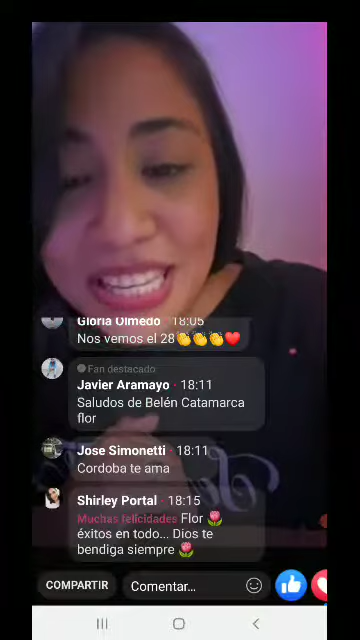 Gloria Olmedo · 18:05
Nos vemos el 28👏👏👏❤️
Fan destacado
Javier Aramayo · 18:11
Saludos de Belén Catamarca
flor
Jose Simonetti · 18:11
Cordoba te ama
Shirley Portal · 18:15
Muchas felicidades Flor 🌷
éxitos en todo... Dios te
bendiga siempre 🌷
COMPARTIR
Comentar...